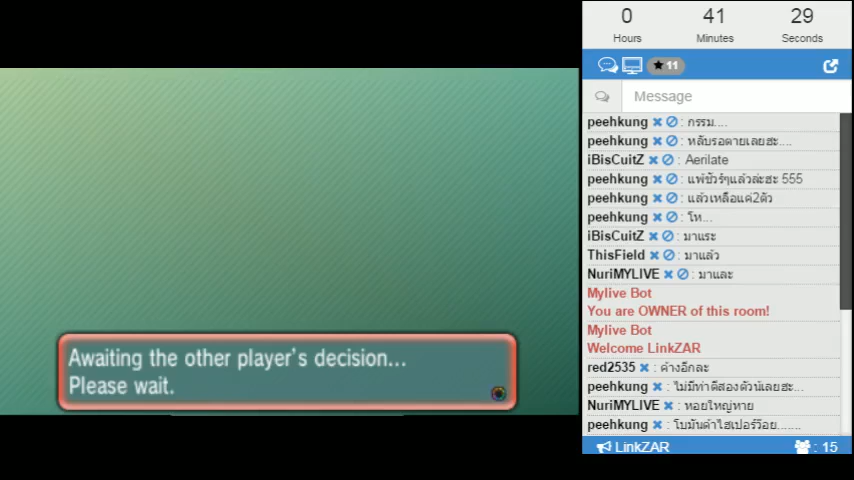 0 41 29
Hours Minutes Seconds
11
Message
peehkung : กรรม....
peehkung : หลับรอตายเลยฮะ....
iBisCuitZ : Aerilate
peehkung : แพ้ชัวร์ๆแล้วล่ะฮะ 555
peehkung : แล้วเหลือแค่2ตัว
peehkung : โห...
iBisCuitZ : มาแระ
ThisField : มาแล้ว
NuriMYLIVE : มาและ
Mylive Bot
You are OWNER of this room!
Mylive Bot
Welcome LinkZAR
red2535 : ค้างอีกละ
peehkung : ไม่มีท่าตีสองตัวน์เลยฮะ...
NuriMYLIVE : หอยใหญ่หาย
peehkung : โบมันดำไฮเปอร์ว๊อย.......
LinkZAR : 15
Awaiting the other player's decision...
Please wait.